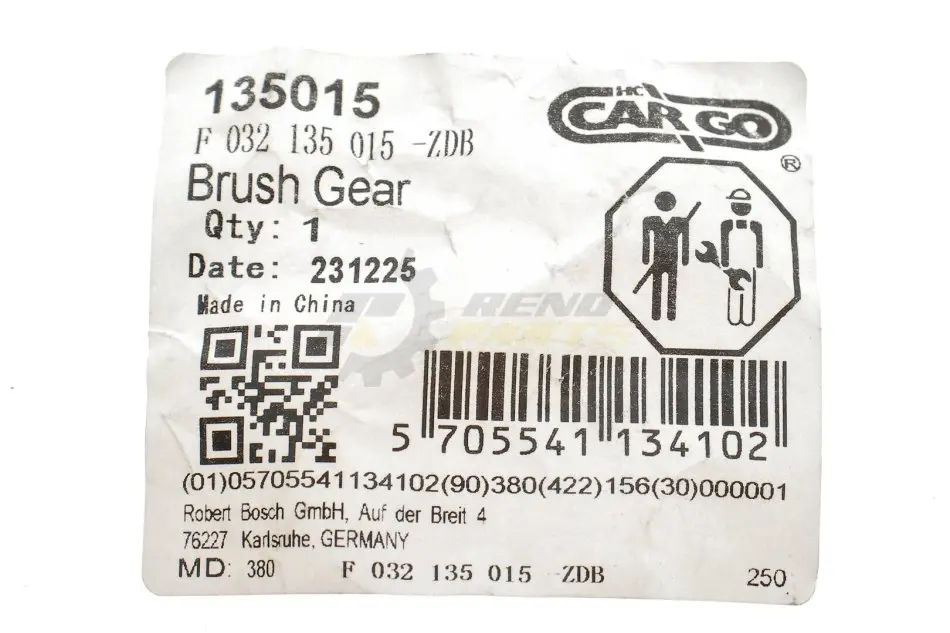 135015
F 032 135 015 -ZDB
Brush Gear
Qty: 1
Date: 231225
Made in China
HC
CARGO
®
RENO
PARTS
5 705541 134102
(01)05705541134102(90)380(422)156(30)000001
Robert Bosch GmbH, Auf der Breit 4
76227 Karlsruhe, GERMANY
MD: 380 F 032 135 015 -ZDB 250